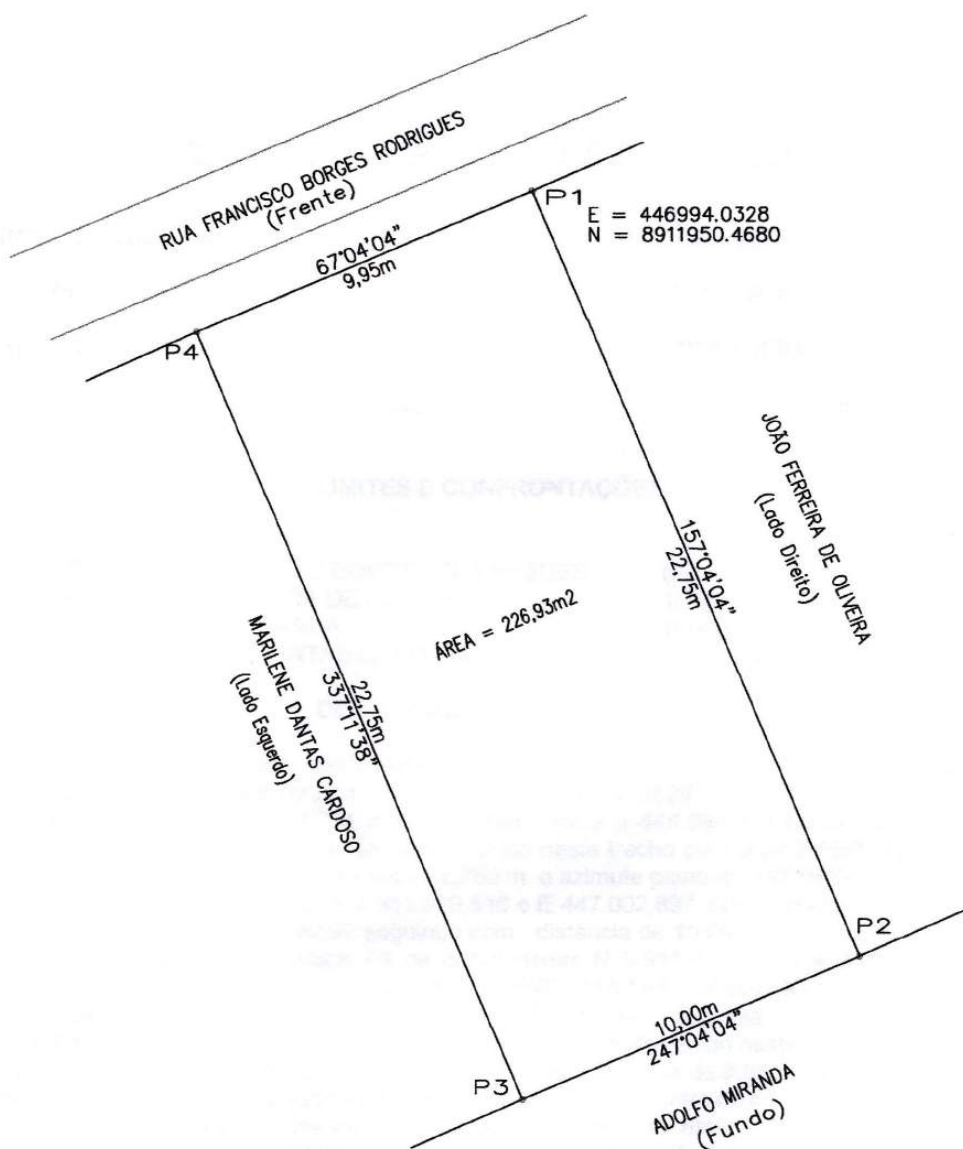 RUA FRANCISCO BORGES RODRIGUES
(Frente)
P1
E = 446994.0328
N = 8911950.4680
67°04'04"
9,95m
P4
JOÃO FERREIRA DE OLIVEIRA
(Lado Direito)
157°04'04"
22,75m
ÁREA = 226,93m2
22,75m
337°11'38"
MARILENE DANTAS CARDOSO
(Lado Esquerdo)
P2
10,00m
247°04'04"
P3
ADOLFO MIRANDA
(Fundo)